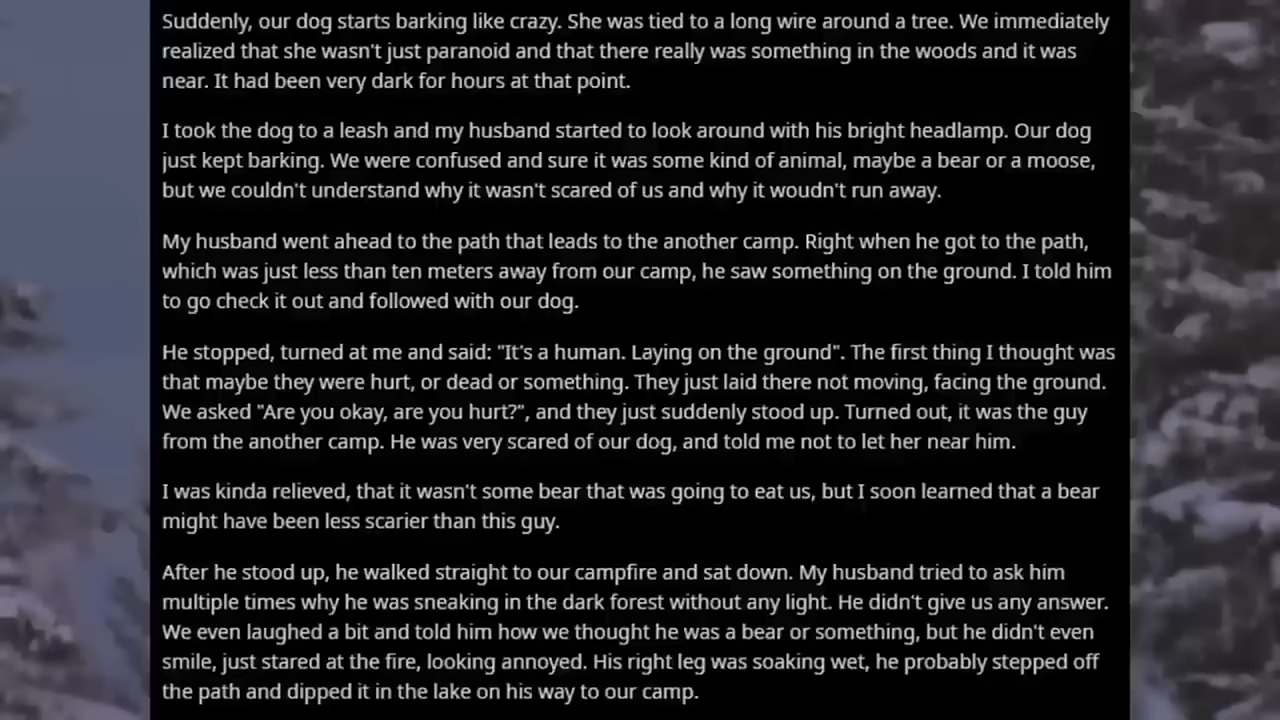 Suddenly, our dog starts barking like crazy. She was tied to a long wire around a tree. We immediately
realized that she wasn't just paranoid and that there really was something in the woods and it was
near. It had been very dark for hours at that point.
I took the dog to a leash and my husband started to look around with his bright headlamp. Our dog
just kept barking. We were confused and sure it was some kind of animal, maybe a bear or a moose,
but we couldn't understand why it wasn't scared of us and why it woudn't run away.
My husband went ahead to the path that leads to the another camp. Right when he got to the path,
which was just less than ten meters away from our camp, he saw something on the ground. I told him
to go check it out and followed with our dog.
He stopped, turned at me and said: "It's a human. Laying on the ground". The first thing I thought was
that maybe they were hurt, or dead or something. They just laid there not moving, facing the ground.
We asked "Are you okay, are you hurt?", and they just suddenly stood up. Turned out, it was the guy
from the another camp. He was very scared of our dog, and told me not to let her near him.
I was kinda relieved, that it wasn't some bear that was going to eat us, but I soon learned that a bear
might have been less scarier than this guy.
After he stood up, he walked straight to our campfire and sat down. My husband tried to ask him
multiple times why he was sneaking in the dark forest without any light. He didn't give us any answer.
We even laughed a bit and told him how we thought he was a bear or something, but he didn't even
smile, just stared at the fire, looking annoyed. His right leg was soaking wet, he probably stepped off
the path and dipped it in the lake on his way to our camp.